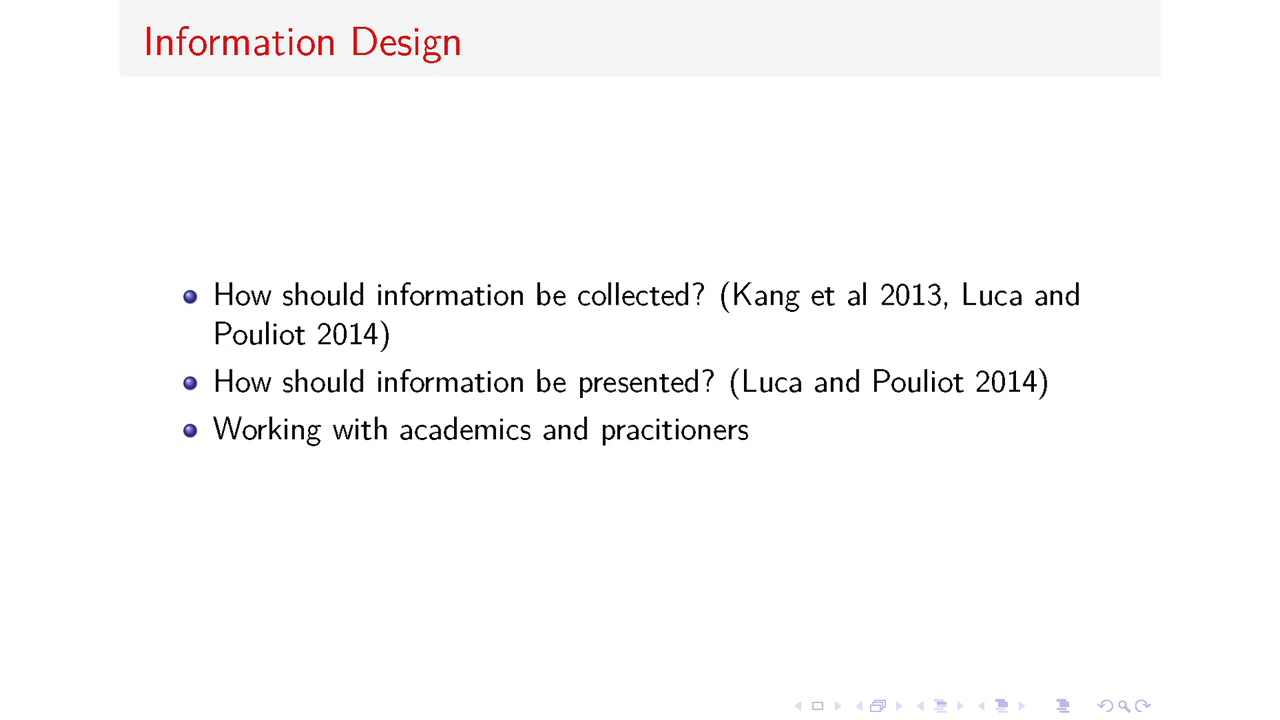 Information Design
How should information be collected? (Kang et al 2013, Luca and
Pouliot 2014)
How should information be presented? (Luca and Pouliot 2014)
Working with academics and pracitioners